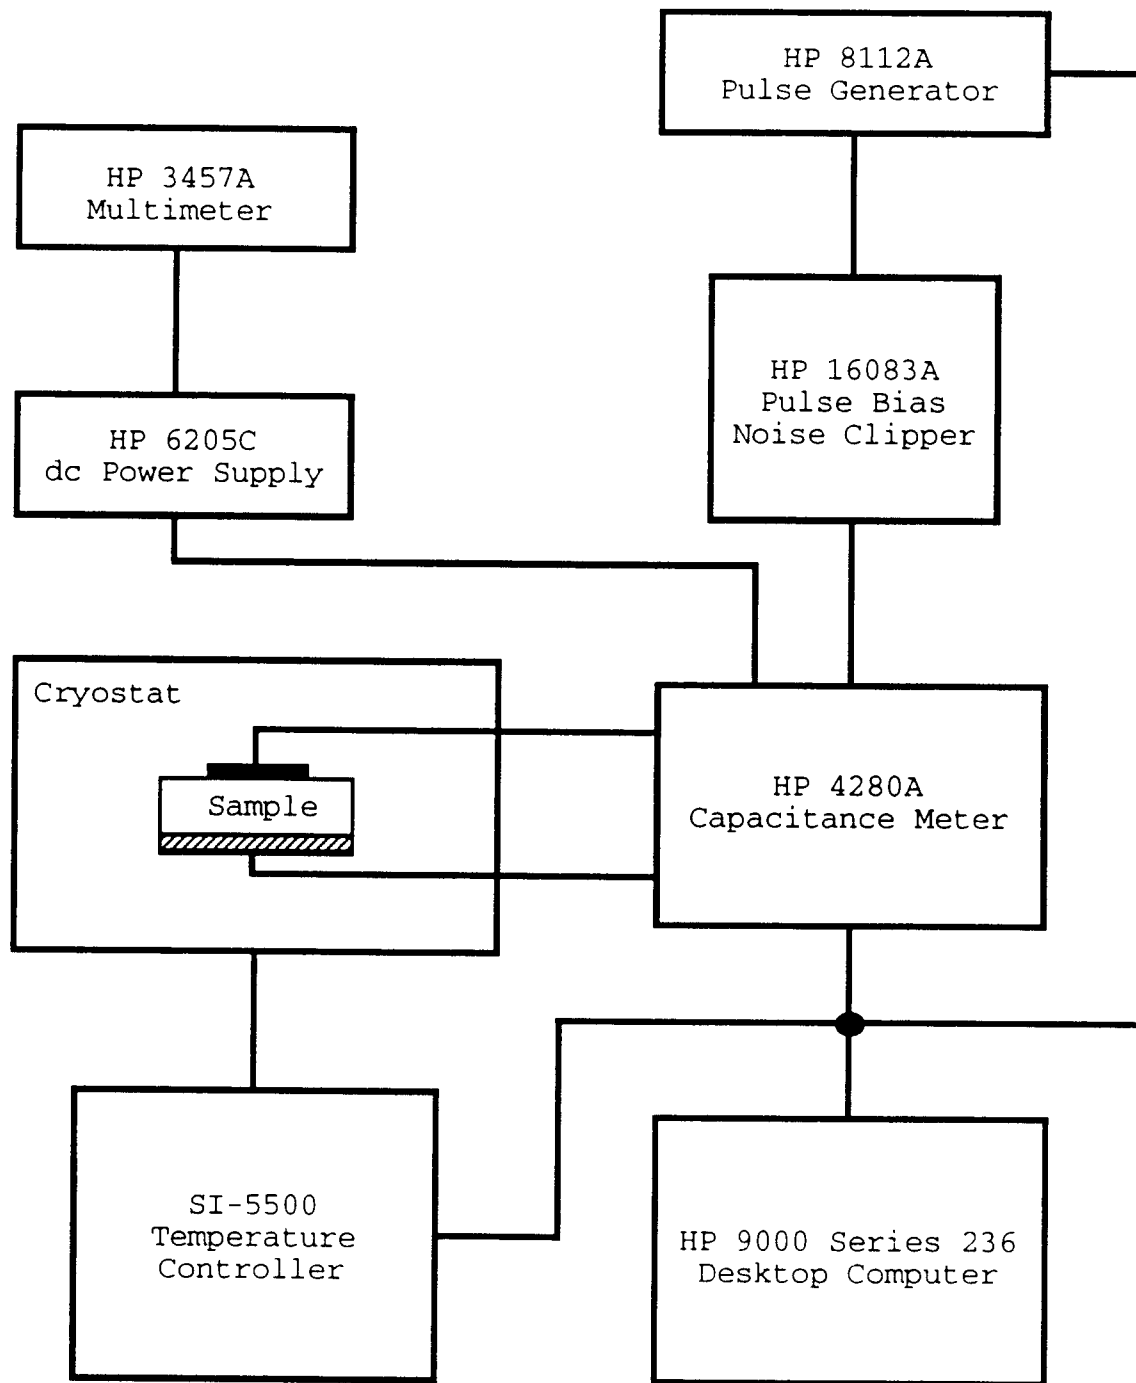 HP 8112A
Pulse Generator
HP 3457A
Multimeter
HP 16083A
Pulse Bias
Noise Clipper
HP 6205C
dc Power Supply
Cryostat
Sample
HP 4280A
Capacitance Meter
SI-5500
Temperature
Controller
HP 9000 Series 236
Desktop Computer